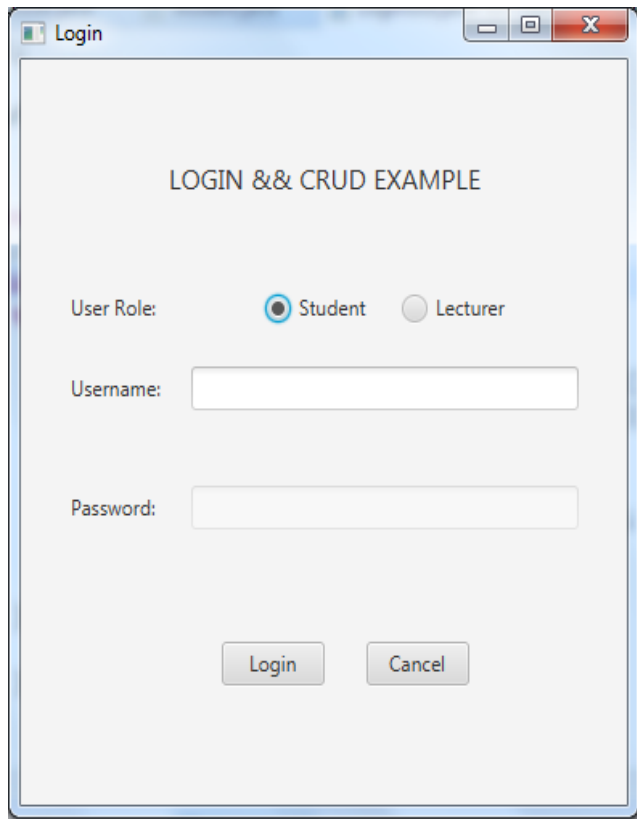 Login
LOGIN && CRUD EXAMPLE
User Role: Student Lecturer
Username:
Password:
Login Cancel